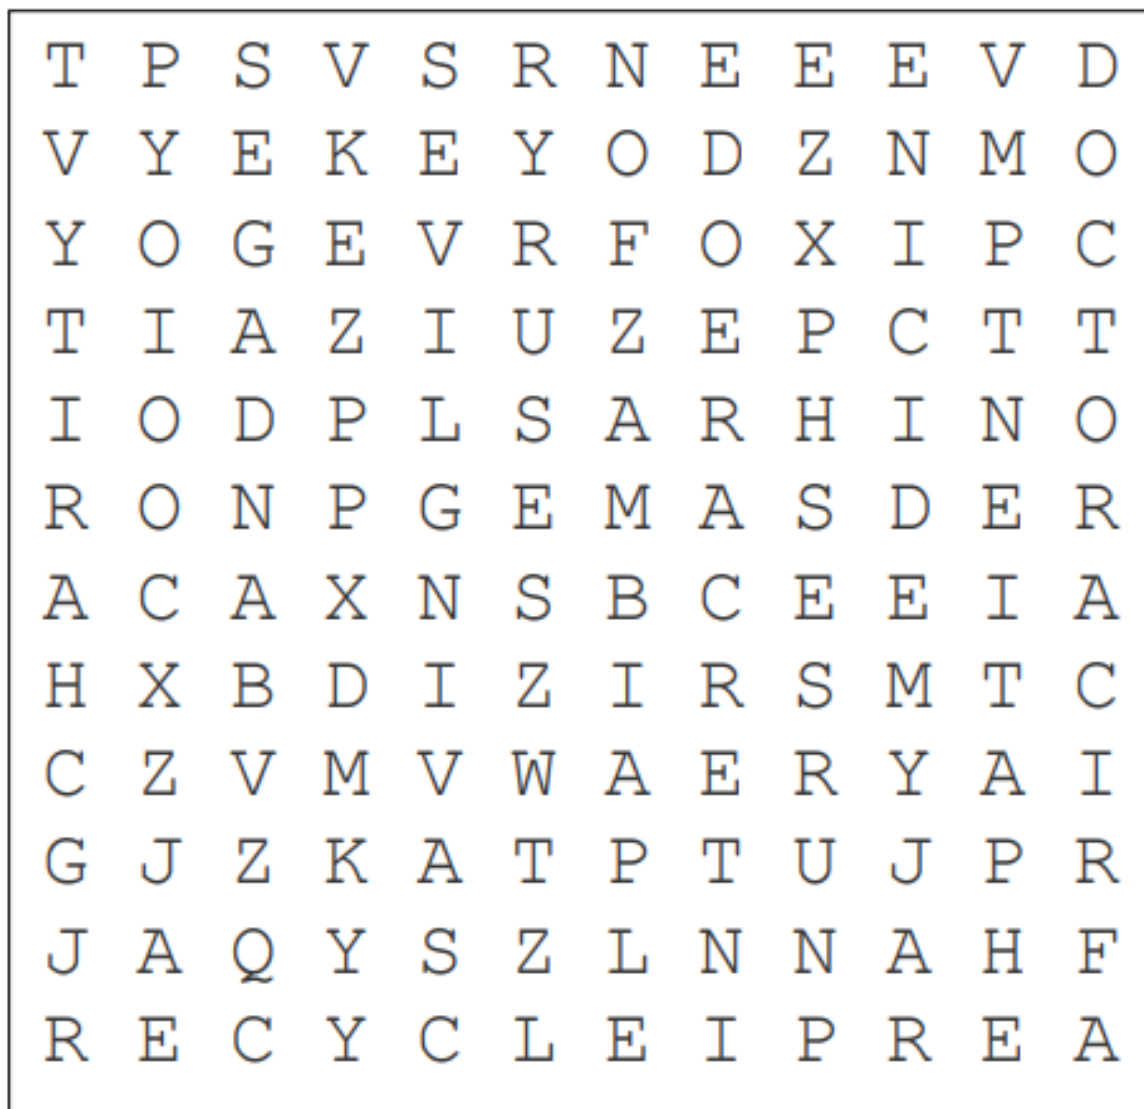 T P S V S R N E E E V D
V Y E K E Y O D Z N M O
Y O G E V R F O X I P C
T I A Z I U Z E P C T T
I O D P L S A R H I N O
R O N P G E M A S D E R
A C A X N S B C E E I A
H X B D I Z I R S M T C
C Z V M V W A E R Y A I
G J Z K A T P T U J P R
J A Q Y S Z L N N A H F
R E C Y C L E I P R E A